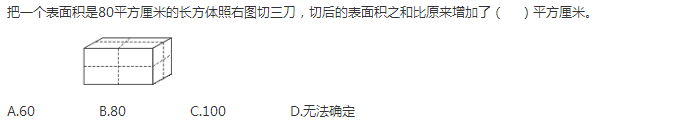 把一个表面积是80平方厘米的长方体照右图切三刀，切后的表面积之和比原来增加了（　）平方厘米。
A.60 B.80 C.100 D.无法确定